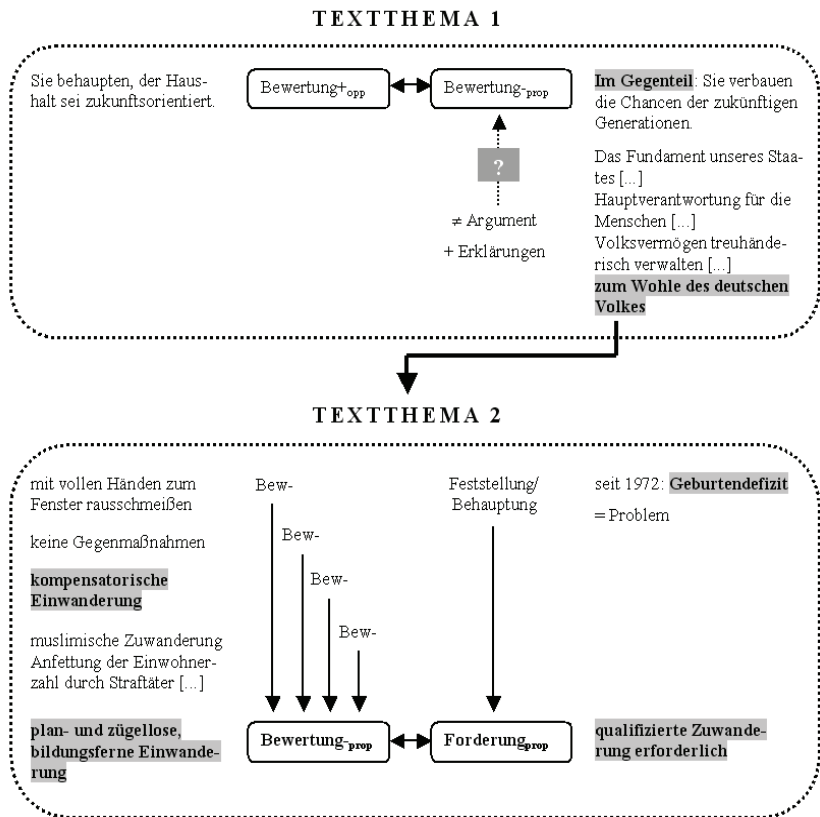 TEXTTHEMA 1
Sie behaupten, der Haus-
halt sei zukunftsorientiert.
Bewertung+opp
Bewertung-prop
Im Gegenteil: Sie verbauen
die Chancen der zukünftigen
Generationen.
?
≠ Argument
+ Erklärungen
Das Fundament unseres Staa-
tes [...]
Hauptverantwortung für die
Menschen [...]
Volksvermögen treuhände-
risch verwalten [...]
zum Wohle des deutschen
Volkes
TEXTTHEMA 2
mit vollen Händen zum
Fenster rausschmeißen
keine Gegenmaßnahmen
kompensatorische
Einwanderung
muslimische Zuwanderung
Anfettung der Einwohner-
zahl durch Straftäter [...]
plan- und zügellose,
bildungsferne Einwande-
rung
Bew-
Bew-
Bew-
Bew-
Bewertung-prop
Feststellung/
Behauptung
Forderungprop
seit 1972: Geburtendefizit
= Problem
qualifizierte Zuwande-
rung erforderlich